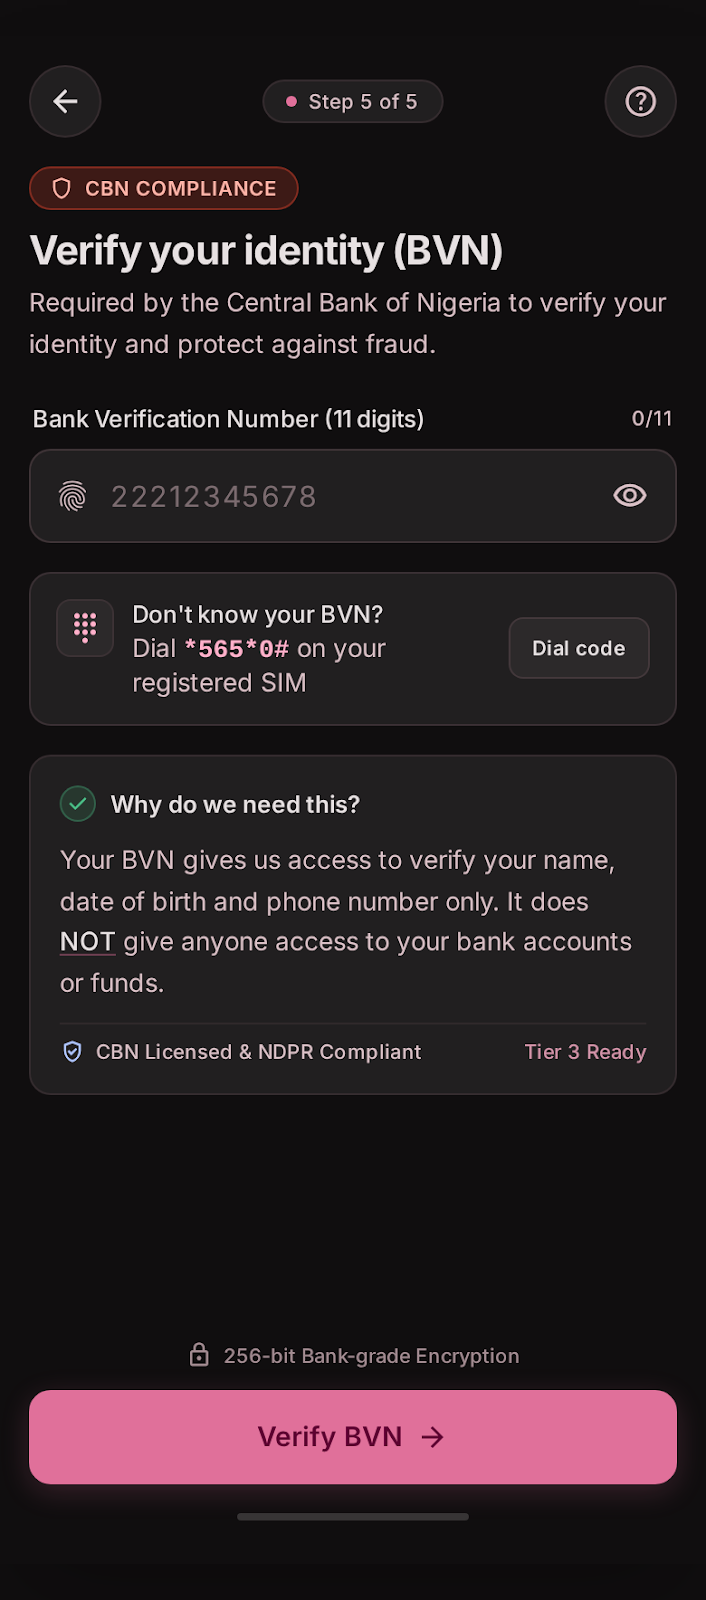 Step 5 of 5
CBN COMPLIANCE
Verify your identity (BVN)
Required by the Central Bank of Nigeria to verify your
identity and protect against fraud.
Bank Verification Number (11 digits)
0/11
22212345678
Don't know your BVN?
Dial *565*0# on your
registered SIM
Dial code
Why do we need this?
Your BVN gives us access to verify your name,
date of birth and phone number only. It does
NOT give anyone access to your bank accounts
or funds.
CBN Licensed & NDPR Compliant
Tier 3 Ready
256-bit Bank-grade Encryption
Verify BVN